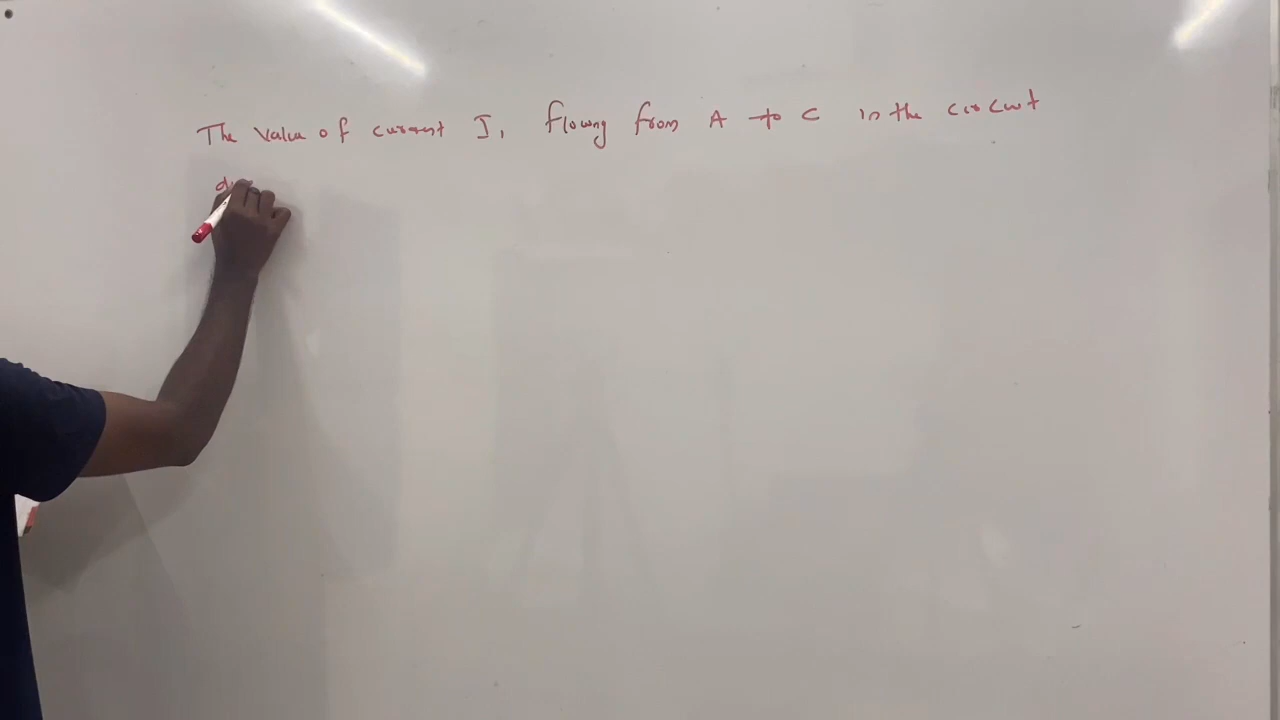 The value of current I, flowing from A to C in the circuit